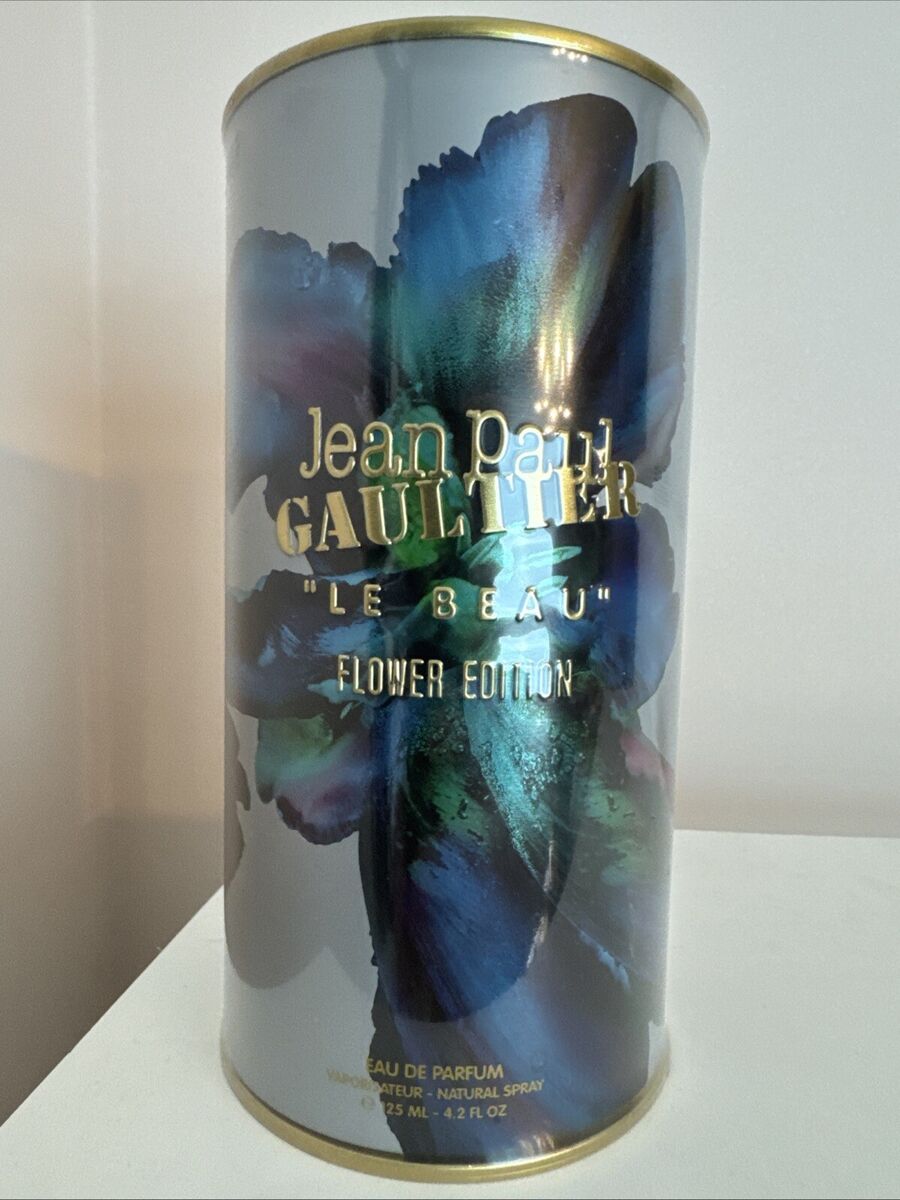 Jean Paul
GAULTIER
"LE BEAU"
FLOWER EDITION
EAU DE PARFUM
VAPORISATEUR - NATURAL SPRAY
℮ 125 ML - 4.2 FL OZ